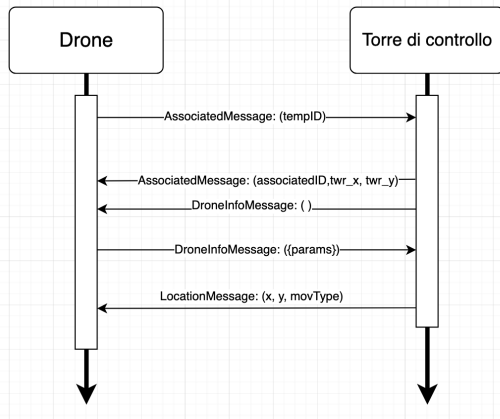 Drone
Torre di controllo
AssociatedMessage: (tempID)
AssociatedMessage: (associatedID,twr_x, twr_y)
DroneInfoMessage: ( )
DroneInfoMessage: ({params})
LocationMessage: (x, y, movType)